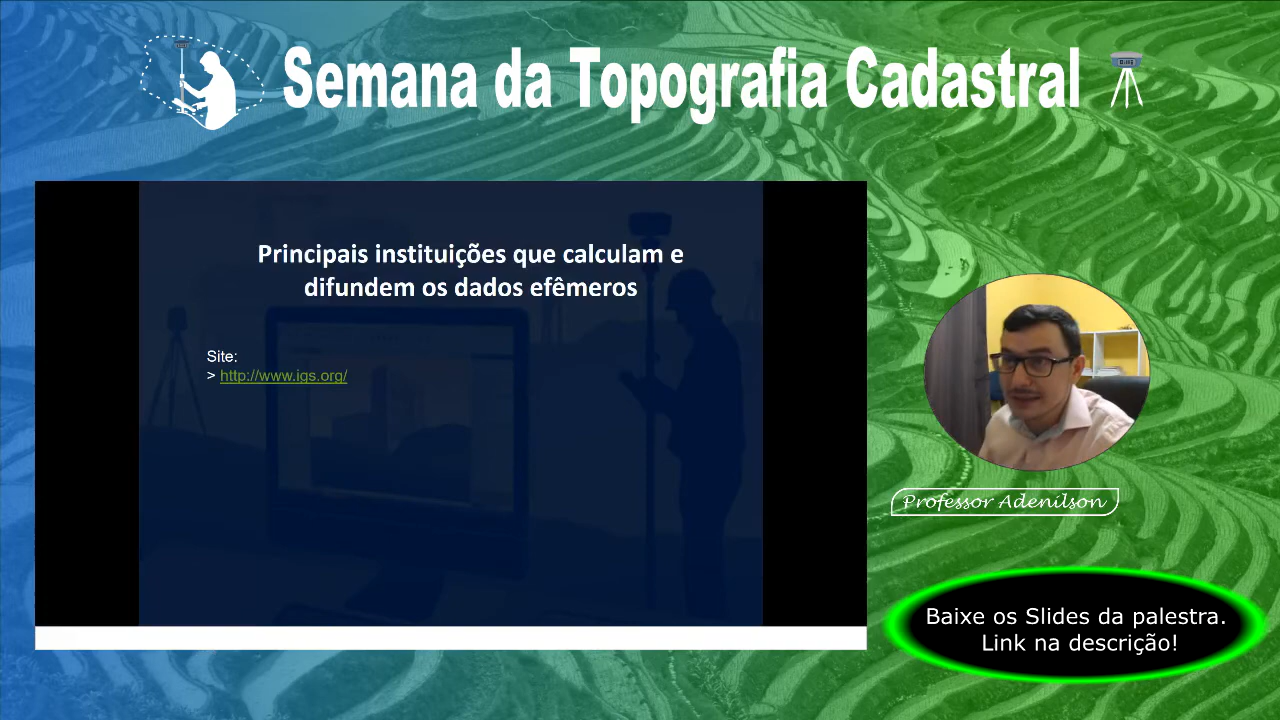 Semana da Topografia Cadastral
Principais instituições que calculam e
difundem os dados efêmeros
Site:
> http://www.igs.org/
Professor Adenilson
Baixe os Slides da palestra.
Link na descrição!